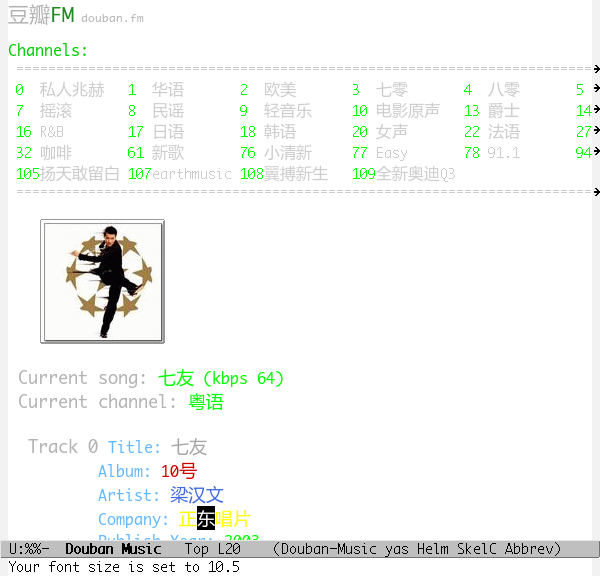 豆瓣FM douban.fm
Channels:
0 私人兆赫 1 华语 2 欧美 3 七零 4 八零 5
7 摇滚 8 民谣 9 轻音乐 10 电影原声 13 爵士 14
16 R&B 17 日语 18 韩语 20 女声 22 法语 27
32 咖啡 61 新歌 76 小清新 77 Easy 78 91.1 94
105扬天敢留白 107earthmusic 108翼搏新生 109全新奥迪Q3
Current song: 七友 (kbps 64)
Current channel: 粤语
Track 0 Title: 七友
Album: 10号
Artist: 梁汉文
Company: 正东唱片
Publish Year: 2003
U:%%- Douban Music Top L20 (Douban-Music yas Helm SkelC Abbrev)
Your font size is set to 10.5